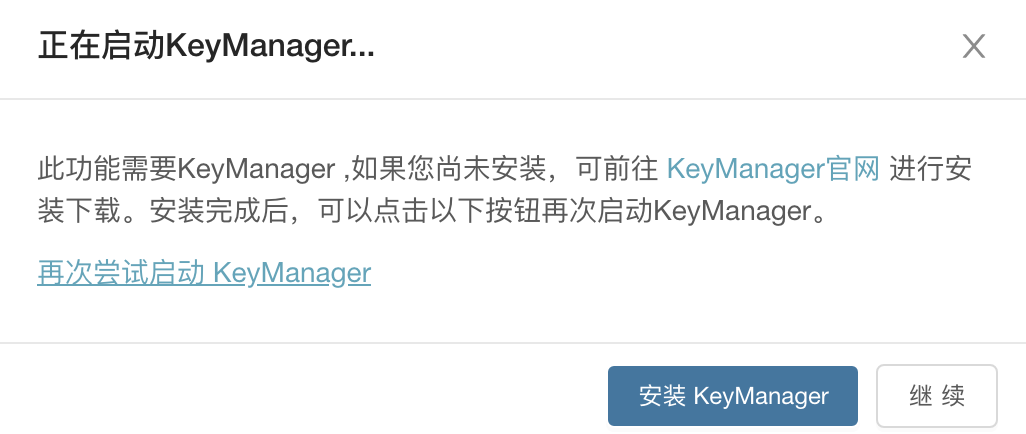 正在启动KeyManager...
此功能需要KeyManager ,如果您尚未安装，可前往 KeyManager官网 进行安
装下载。安装完成后，可以点击以下按钮再次启动KeyManager。
再次尝试启动 KeyManager
安装 KeyManager
继 续